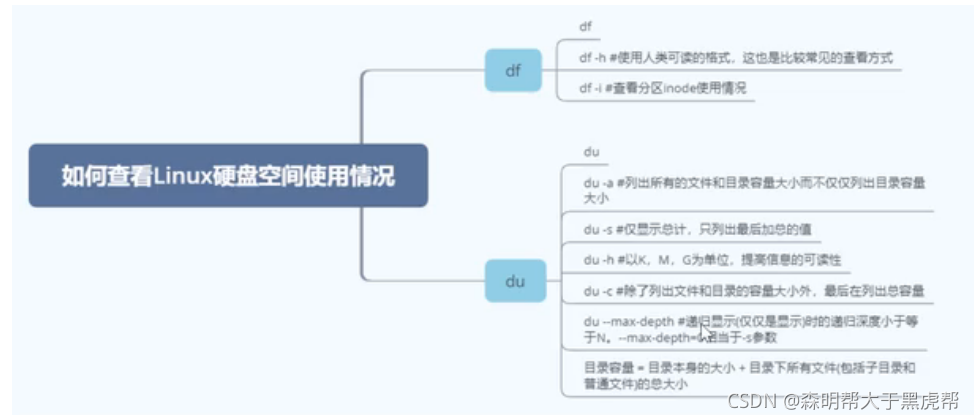 如何查看Linux硬盘空间使用情况
df
df
df -h #使用人类可读的格式，这也是比较常见的查看方式
df -i #查看分区inode使用情况
du
du
du -a #列出所有的文件和目录容量大小而不仅仅列出目录容量
大小
du -s #仅显示总计，只列出最后加总的值
du -h #以K，M，G为单位，提高信息的可读性
du -c #除了列出文件和目录的容量大小外，最后在列出总容量
du --max-depth #递归显示(仅仅是显示)时的递归深度小于等
于N。--max-depth=0相当于-s参数
目录容量 = 目录本身的大小 + 目录下所有文件(包括子目录和
普通文件)的总大小
CSDN @森明帮大于黑虎帮